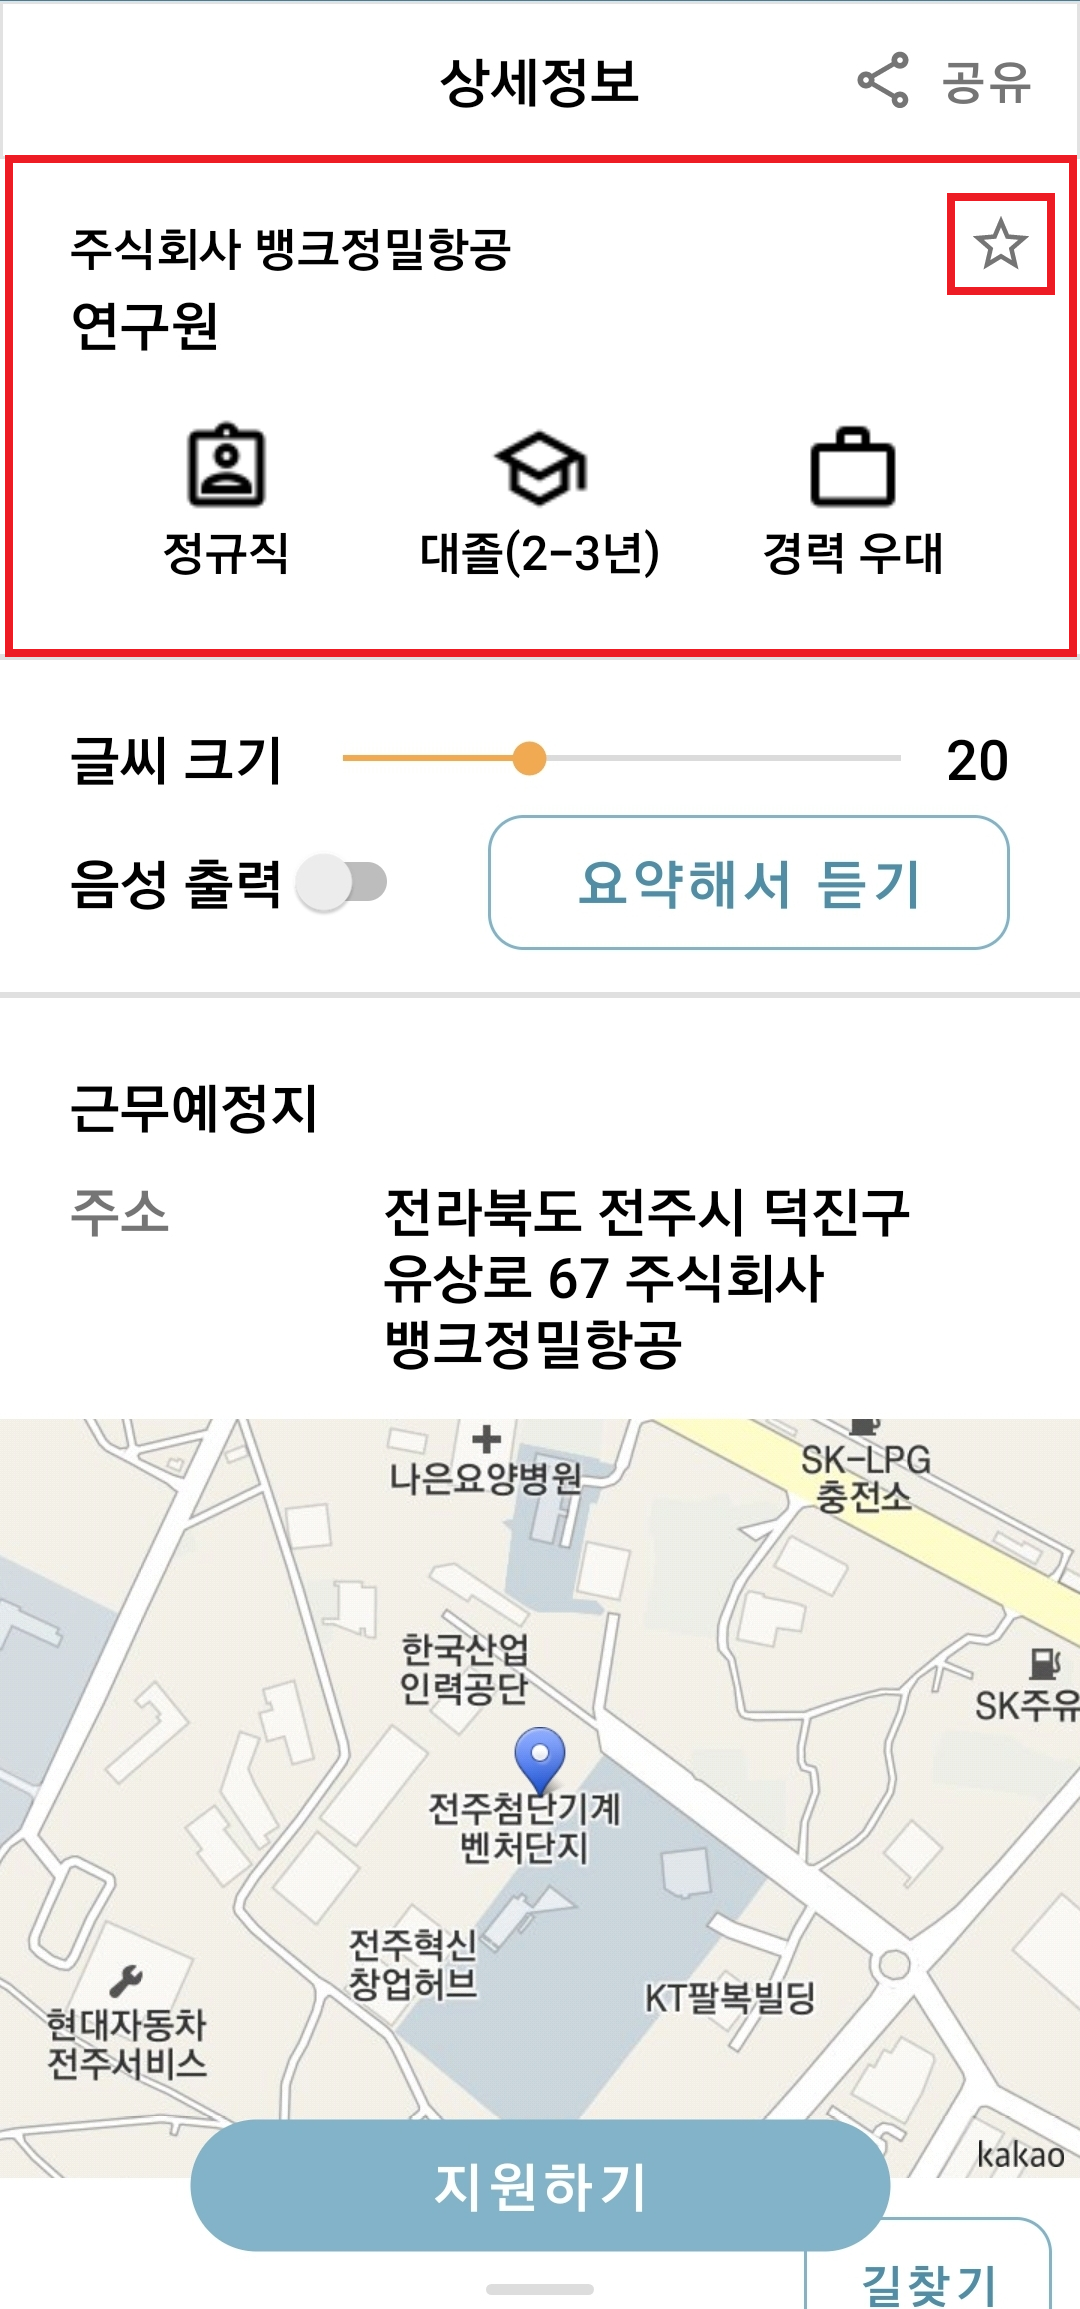 상세정보
공유
주식회사 뱅크정밀항공
연구원
정규직
대졸(2-3년)
경력 우대
글씨 크기
20
음성 출력
요약해서 듣기
근무예정지
주소
전라북도 전주시 덕진구
유상로 67 주식회사
뱅크정밀항공
나은요양병원
SK-LPG
충전소
한국산업
인력공단
SK주유
전주첨단기계
벤처단지
전주혁신
창업허브
KT팔복빌딩
현대자동차
전주서비스
kakao
지원하기
길찾기